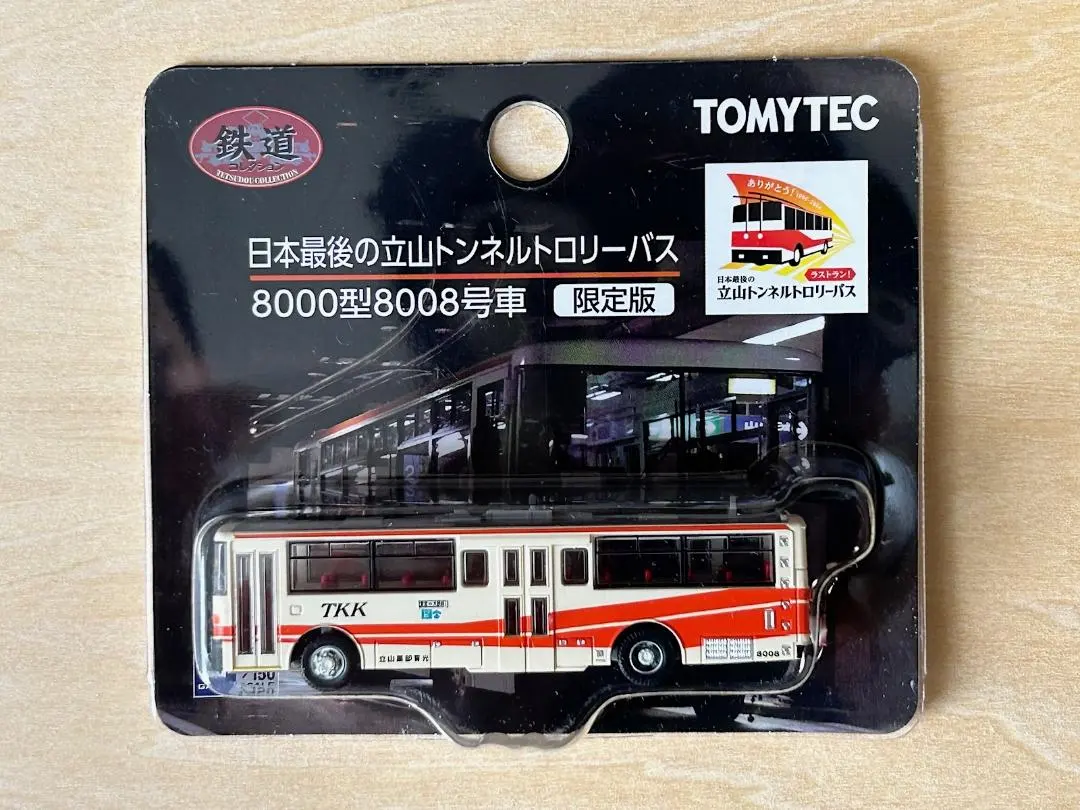 鉄道
コレクション
TETSUDOU COLLECTION
TOMYTEC
ありがとう!
日本最後の立山トンネルトロリーバス
8000型8008号車 限定版
ラストラン!
日本最後の
立山トンネルトロリーバス
TKK
立山黒部貫光
8008